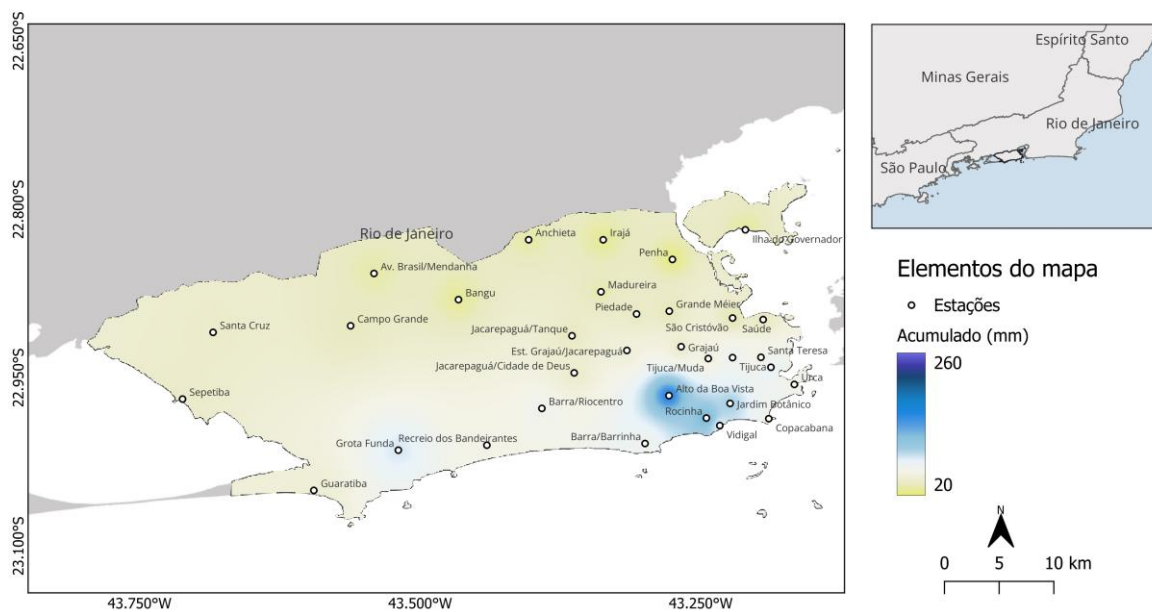 22.650°S
22.800°S
22.950°S
23.100°S
43.750°W
43.500°W
43.250°W
Rio de Janeiro
Anchieta
Irajá
Ilha do Governador
Penha
Av. Brasil/Mendanha
Bangu
Madureira
Piedade
Grande Méier
Santa Cruz
Campo Grande
São Cristóvão
Saúde
Jacarepaguá/Tanque
Est. Grajaú/Jacarepaguá
Grajaú
Santa Teresa
Jacarepaguá/Cidade de Deus
Tijuca/Muda
Tijuca
Urca
Sepetiba
Alto da Boa Vista
Barra/Riocentro
Rocinha
Jardim Botânico
Copacabana
Vidigal
Grota Funda
Recreio dos Bandeirantes
Barra/Barrinha
Guaratiba
Espírito Santo
Minas Gerais
Rio de Janeiro
São Paulo
Elementos do mapa
Estações
Acumulado (mm)
260
20
N
0 5 10 km